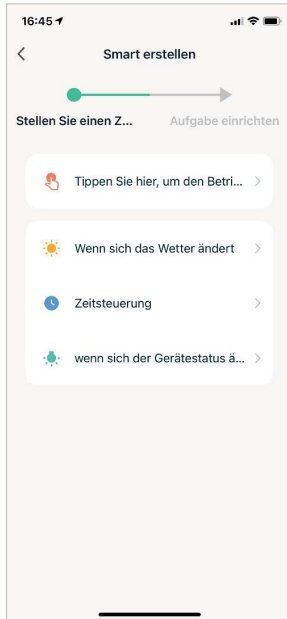 16:45
Smart erstellen
Stellen Sie einen Z... Aufgabe einrichten
Tippen Sie hier, um den Betri...
Wenn sich das Wetter ändert
Zeitsteuerung
wenn sich der Gerätestatus ä...